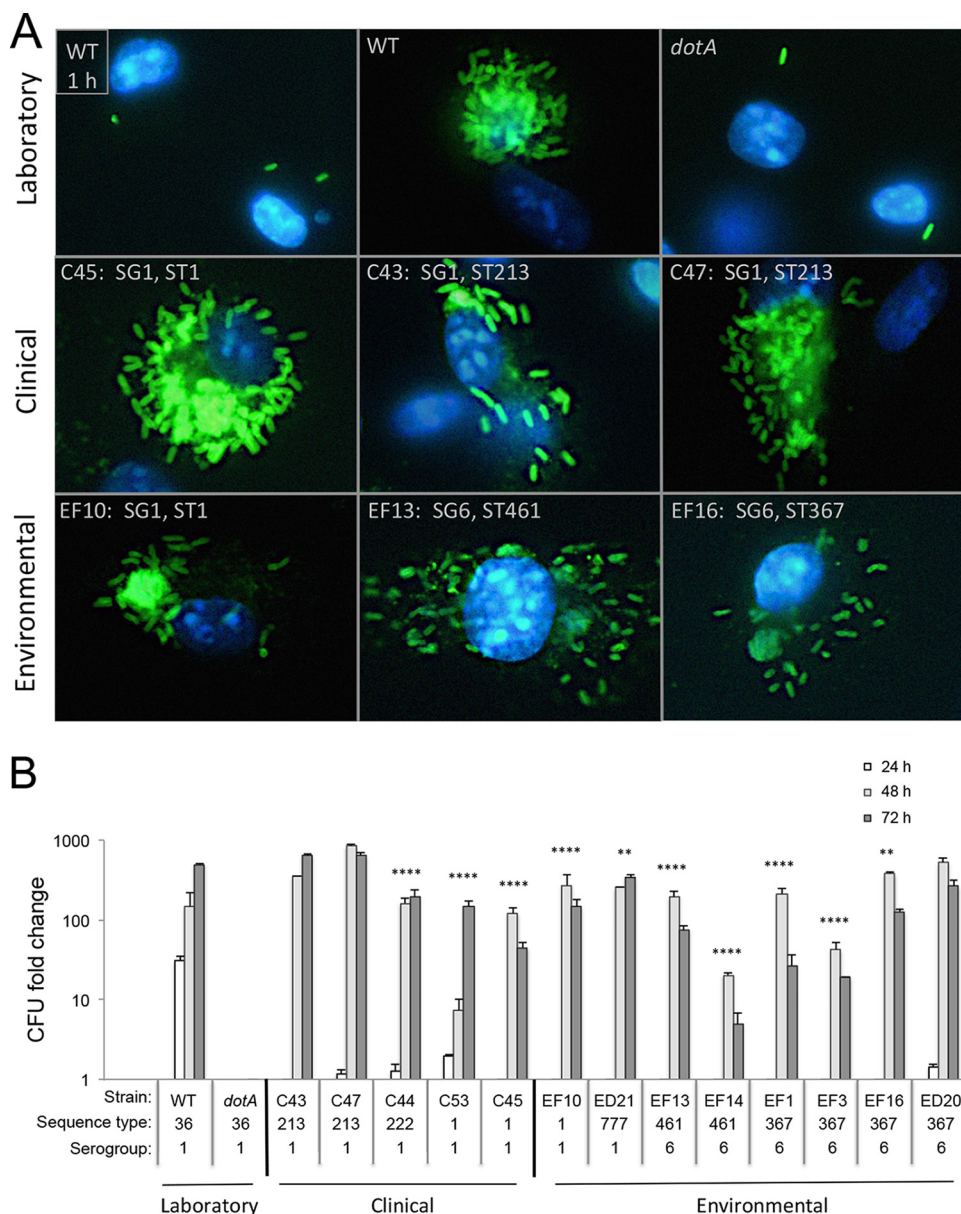 A
Laboratory
WT
1 h
WT
dotA
Clinical
C45: SG1, ST1
C43: SG1, ST213
C47: SG1, ST213
Environmental
EF10: SG1, ST1
EF13: SG6, ST461
EF16: SG6, ST367
B
24 h
48 h
72 h
CFU fold change
1000
100
10
1
**** **** **** **** ** **** **** **** **** **
Strain: WT dotA C43 C47 C44 C53 C45 EF10 ED21 EF13 EF14 EF1 EF3 EF16 ED20
Sequence type: 36 36 213 213 222 1 1 1 777 461 461 367 367 367 367
Serogroup: 1 1 1 1 1 1 1 1 1 6 6 6 6 6 6
Laboratory Clinical Environmental